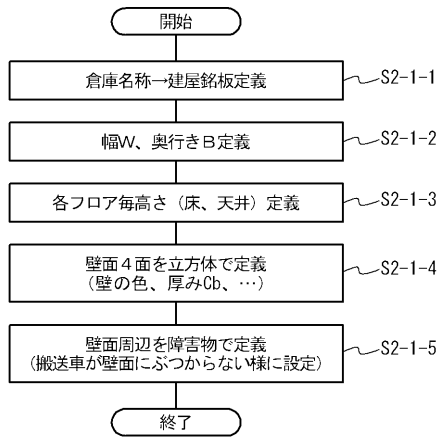 開始
倉庫名称→建屋銘板定義
S2-1-1
幅W、奥行きB定義
S2-1-2
各フロア毎高さ（床、天井）定義
S2-1-3
壁面４面を立方体で定義
（壁の色、厚みCb、…）
S2-1-4
壁面周辺を障害物で定義
（搬送車が壁面にぶつからない様に設定）
S2-1-5
終了